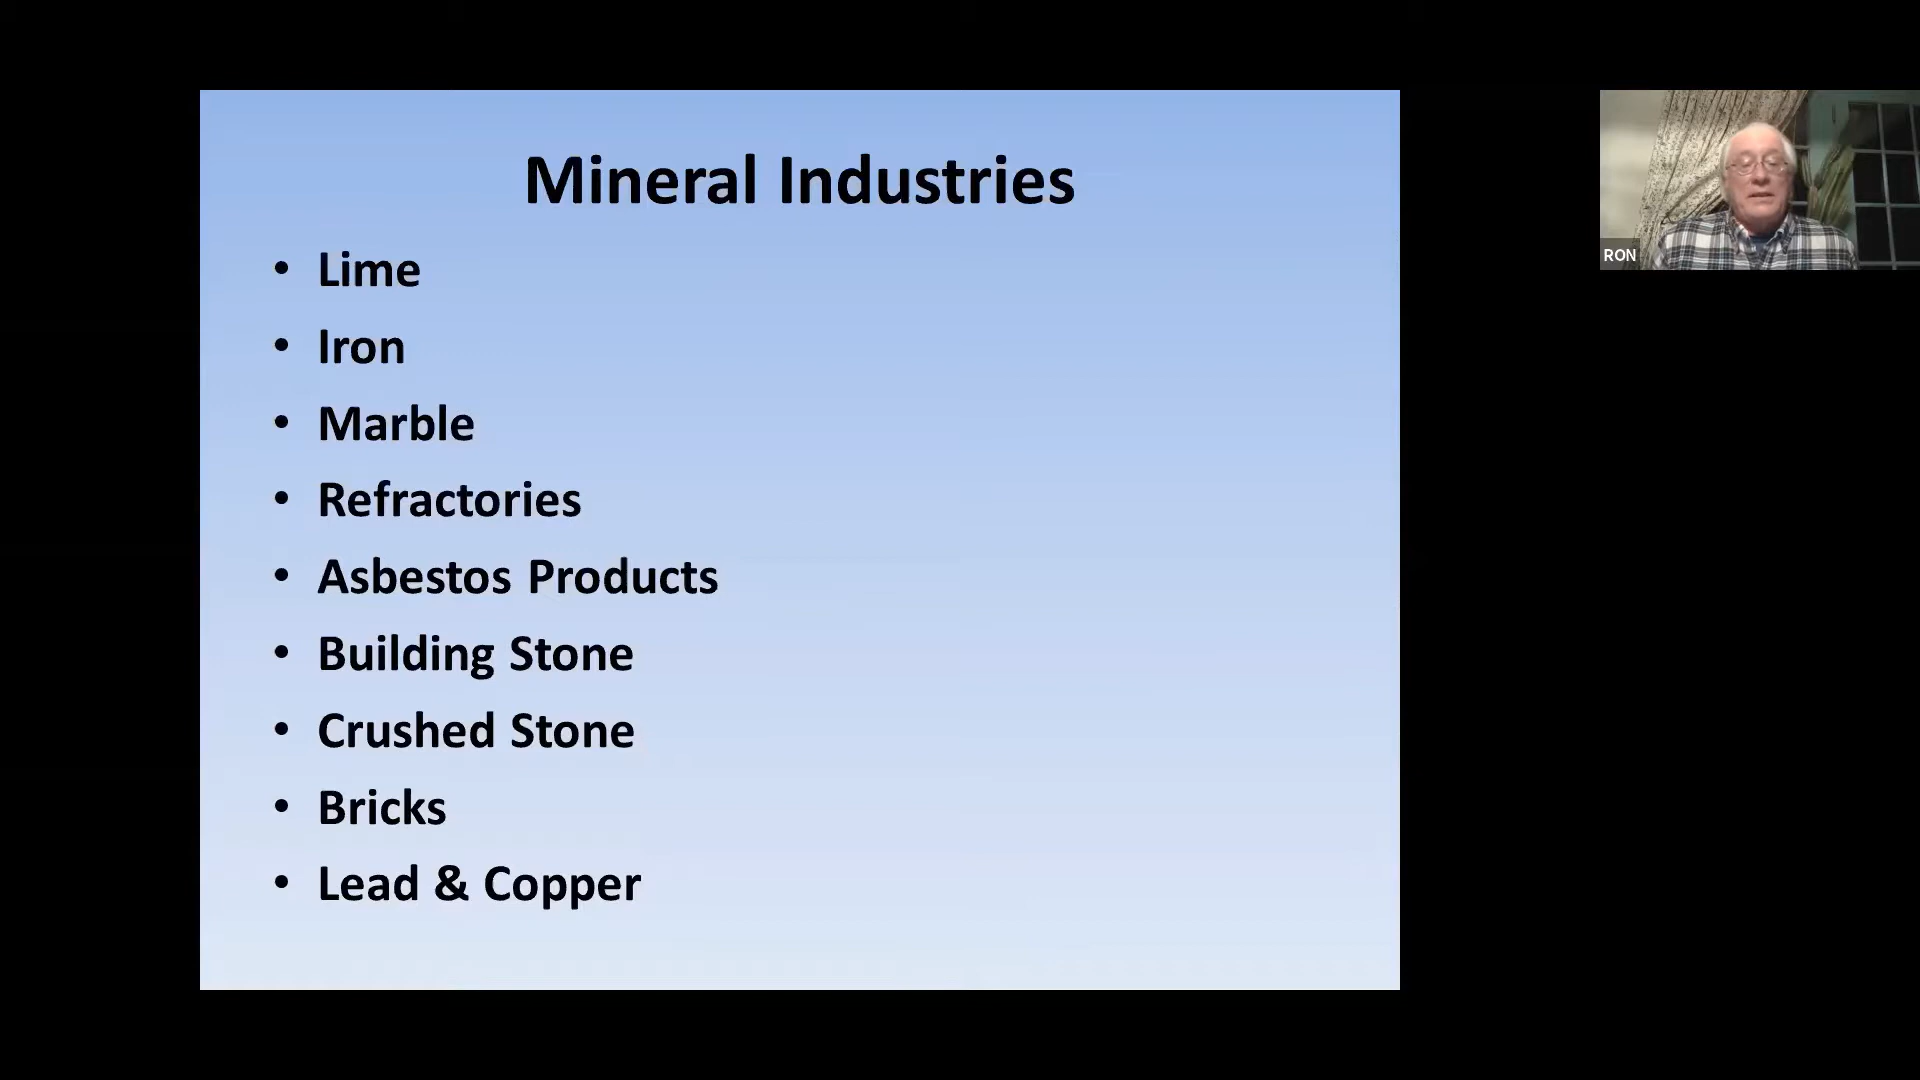 Mineral Industries
• Lime
• Iron
• Marble
• Refractories
• Asbestos Products
• Building Stone
• Crushed Stone
• Bricks
• Lead & Copper
RON